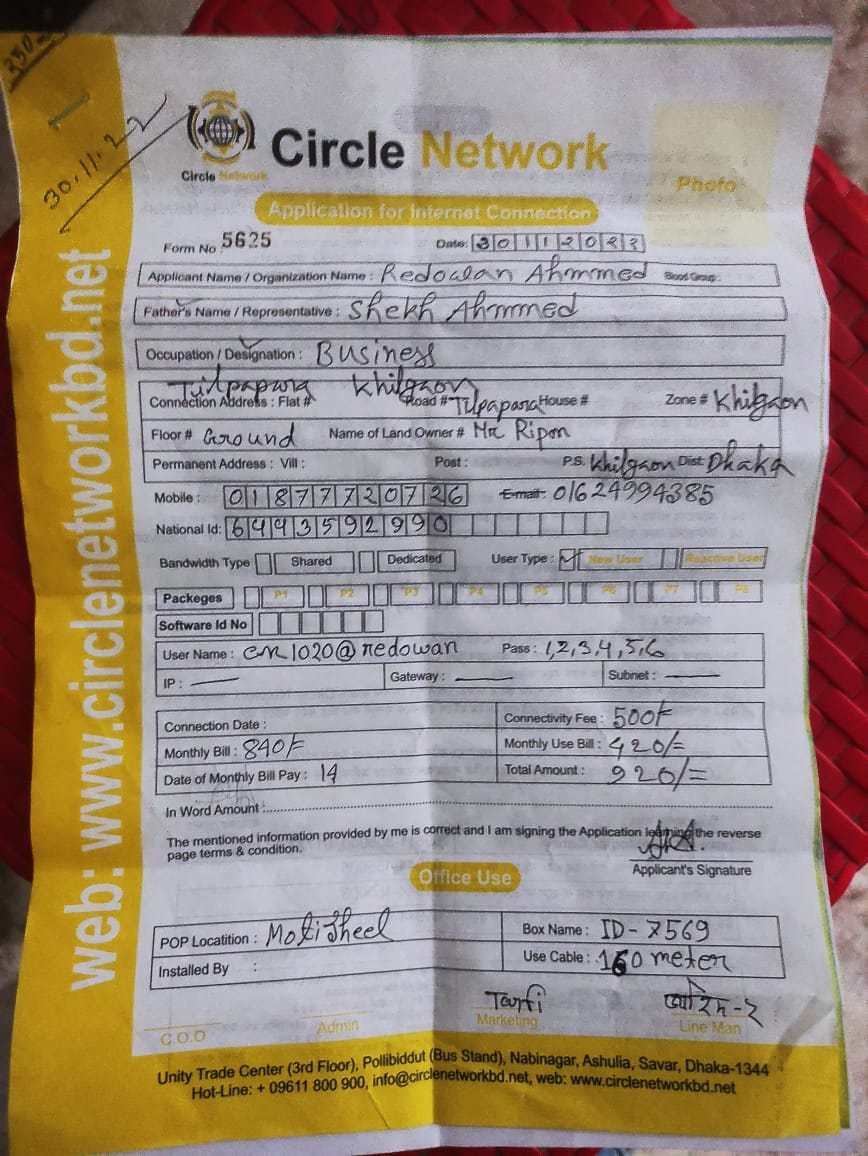 350
30.11.22
Circle Network
Circle Network
Photo
Application for Internet Connection
Form No. 5625 Date: 30112022
Applicant Name / Organization Name : Redowan Ahmmed Blood Group :
Father's Name / Representative : Shekh Ahmmed
Occupation / Designation : Business
Tilpapara Khilgaon
Connection Address : Flat # Road # Tilpapara House # Zone # Khilgaon
Floor # Ground Name of Land Owner # Mr Ripon
Permanent Address : Vill : Post : P.S. Khilgaon Dist: Dhaka
Mobile : 01877720726 E-mail: 01624994385
National Id: 6443592990
Bandwidth Type Shared Dedicated User Type : New User Reactive User
Packeges P1 P2 P3 P4 P5 P6 P7 P8
Software Id No
User Name : cn1020@redowan Pass : 1,2,3,4,5,6
IP : Gateway : Subnet :
Connection Date : Connectivity Fee : 500/-
Monthly Bill : 840/- Monthly Use Bill : 420/=
Date of Monthly Bill Pay : 14 Total Amount : 920/=
In Word Amount :
The mentioned information provided by me is correct and I am signing the Application learning the reverse
page terms & condition.
Applicant's Signature
Office Use
POP Locatition : Motijheel Box Name : ID-7569
Installed By : Use Cable : 160 meter
Tarfi
C.O.O Admin Marketing Line Man
Unity Trade Center (3rd Floor), Pollibiddut (Bus Stand), Nabinagar, Ashulia, Savar, Dhaka-1344
Hot-Line: + 09611 800 900, info@circlenetworkbd.net, web: www.circlenetworkbd.net
web: www.circlenetworkbd.net